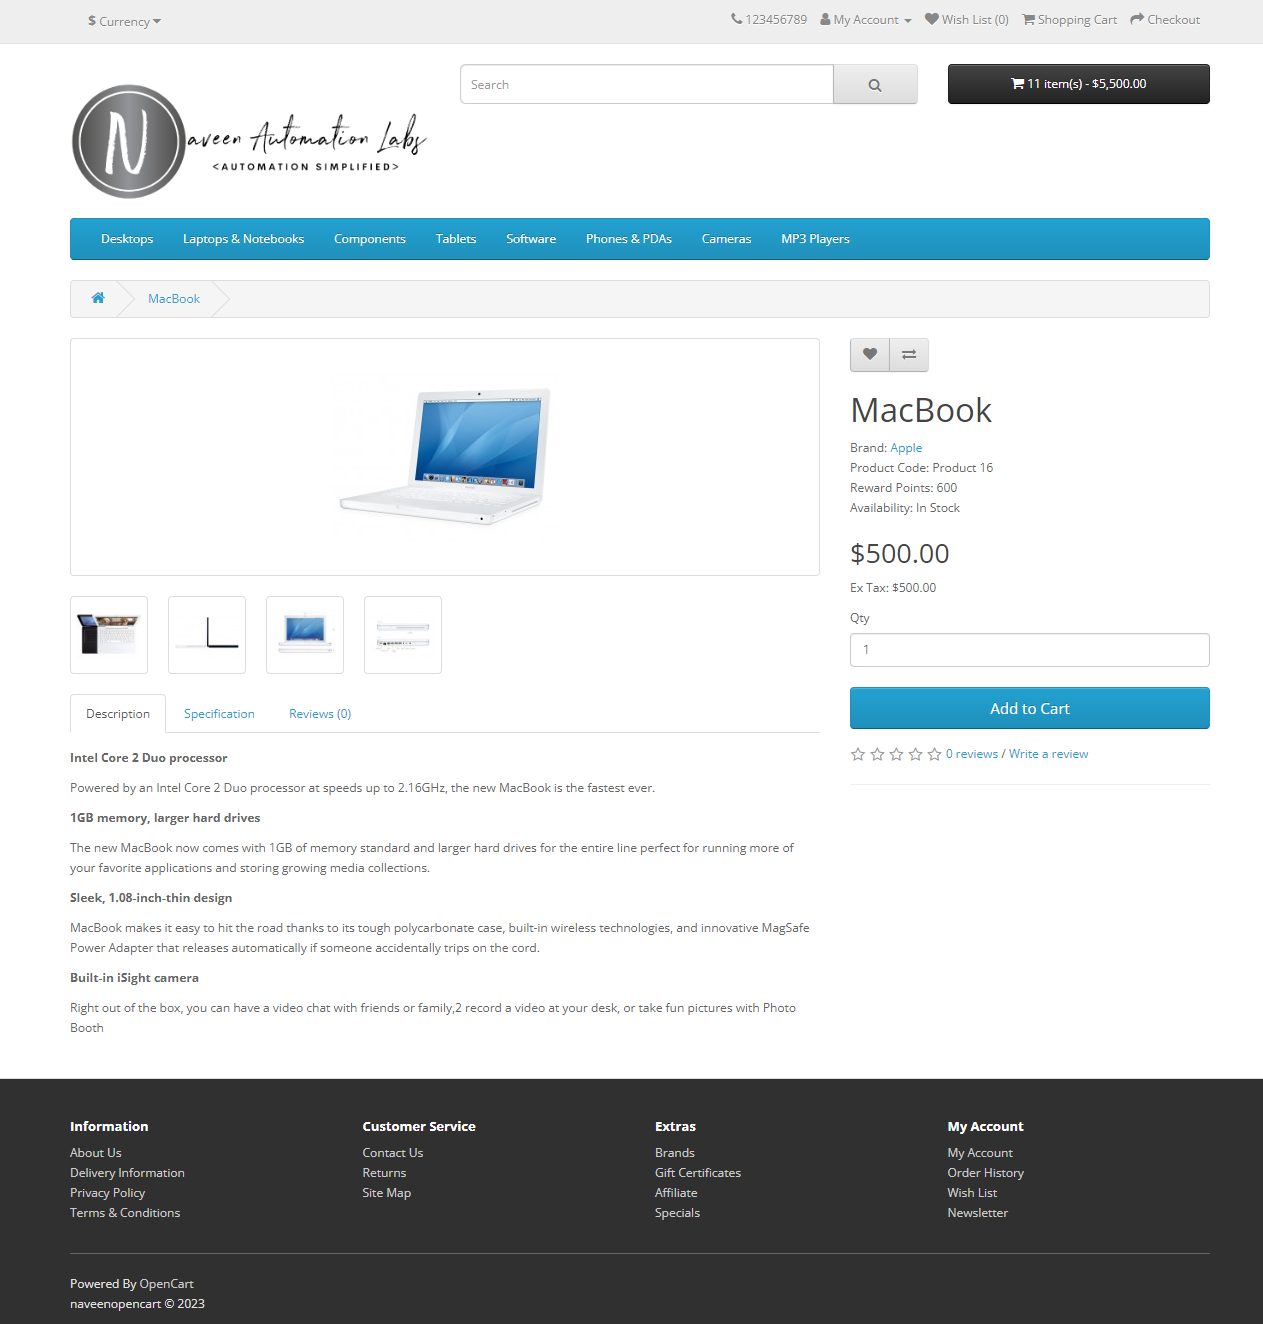 $ Currency
123456789 My Account Wish List (0) Shopping Cart Checkout
N
aveen Automation Labs
<AUTOMATION SIMPLIFIED>
Search
11 item(s) - $5,500.00
Desktops Laptops & Notebooks Components Tablets Software Phones & PDAs Cameras MP3 Players
MacBook
MacBook
Brand: Apple
Product Code: Product 16
Reward Points: 600
Availability: In Stock
$500.00
Ex Tax: $500.00
Qty
1
Add to Cart
0 reviews / Write a review
Description Specification Reviews (0)
Intel Core 2 Duo processor
Powered by an Intel Core 2 Duo processor at speeds up to 2.16GHz, the new MacBook is the fastest ever.
1GB memory, larger hard drives
The new MacBook now comes with 1GB of memory standard and larger hard drives for the entire line perfect for running more of
your favorite applications and storing growing media collections.
Sleek, 1.08-inch-thin design
MacBook makes it easy to hit the road thanks to its tough polycarbonate case, built-in wireless technologies, and innovative MagSafe
Power Adapter that releases automatically if someone accidentally trips on the cord.
Built-in iSight camera
Right out of the box, you can have a video chat with friends or family,2 record a video at your desk, or take fun pictures with Photo
Booth
Information
About Us
Delivery Information
Privacy Policy
Terms & Conditions
Customer Service
Contact Us
Returns
Site Map
Extras
Brands
Gift Certificates
Affiliate
Specials
My Account
My Account
Order History
Wish List
Newsletter
Powered By OpenCart
naveenopencart © 2023